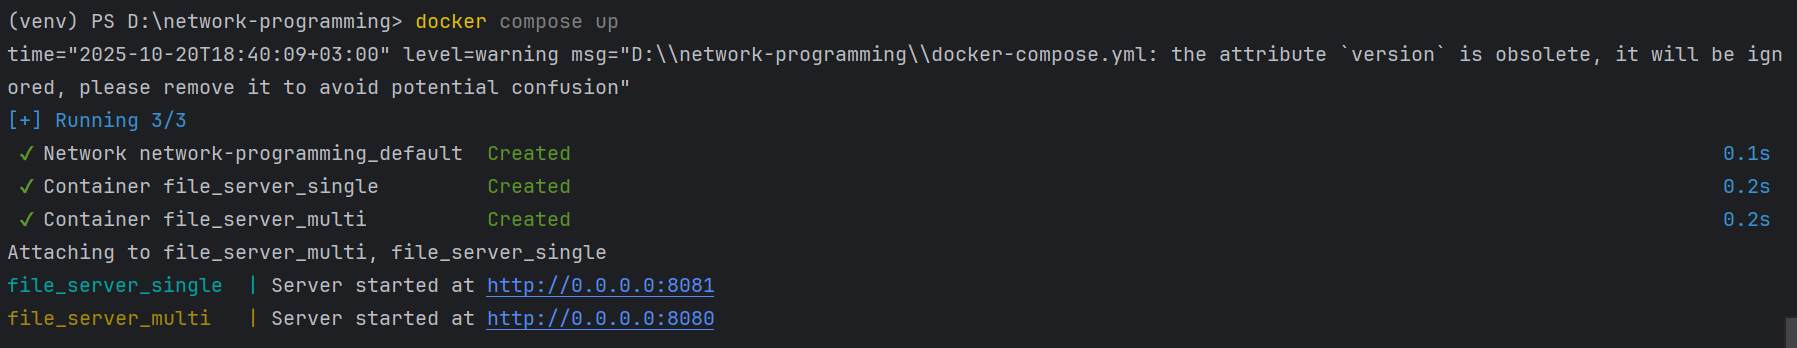 (venv) PS D:\network-programming> docker compose up
time="2025-10-20T18:40:09+03:00" level=warning msg="D:\\network-programming\\docker-compose.yml: the attribute `version` is obsolete, it will be ign
ored, please remove it to avoid potential confusion"
[+] Running 3/3
 ✓ Network network-programming_default  Created 0.1s
 ✓ Container file_server_single         Created 0.2s
 ✓ Container file_server_multi          Created 0.2s
Attaching to file_server_multi, file_server_single
file_server_single  | Server started at http://0.0.0.0:8081
file_server_multi   | Server started at http://0.0.0.0:8080